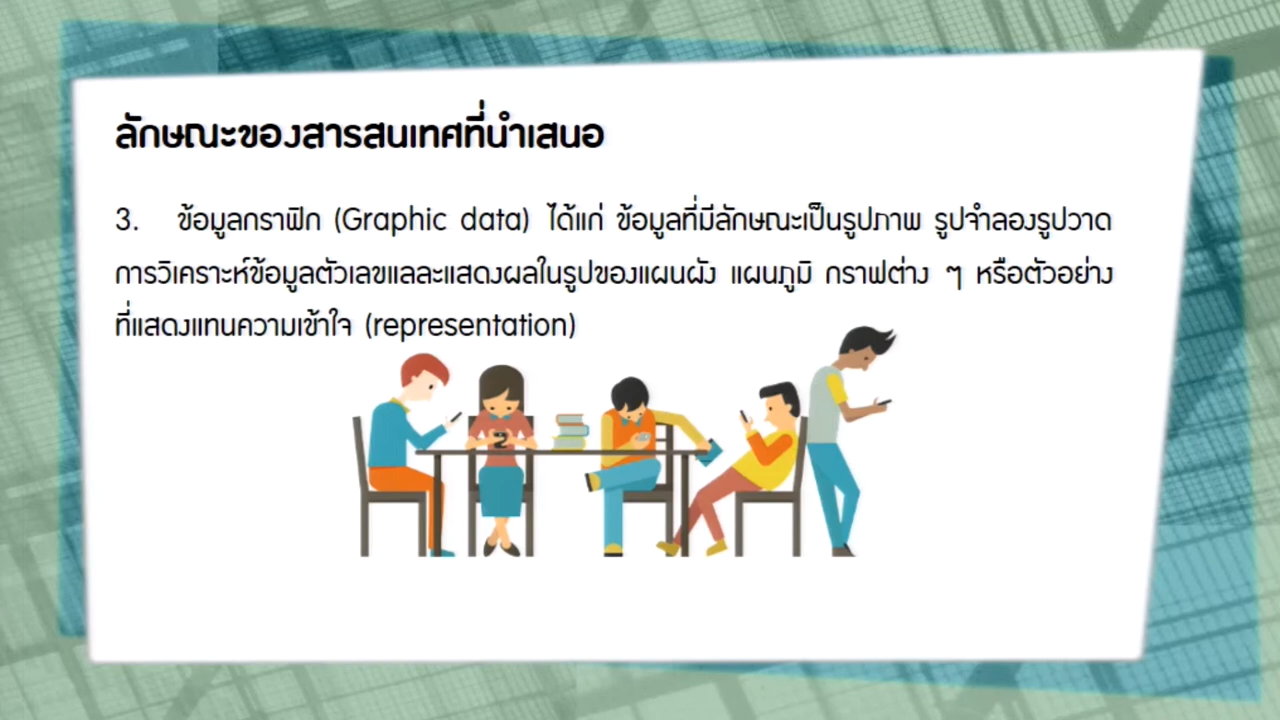 ลักษณะของสารสนเทศที่นำเสนอ
3. ข้อมูลกราฟิก (Graphic data) ได้แก่ ข้อมูลที่มีลักษณะเป็นรูปภาพ รูปจำลองรูปวาด
การวิเคราะห์ข้อมูลตัวเลขแลละแสดงผลในรูปของแผนผัง แผนภูมิ กราฟต่าง ๆ หรือตัวอย่าง
ที่แสดงแทนความเข้าใจ (representation)